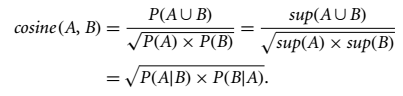 cosine(A, B) = P(A ∪ B) / √(P(A) × P(B)) = sup(A ∪ B) / √(sup(A) × sup(B))
= √(P(A|B) × P(B|A)).